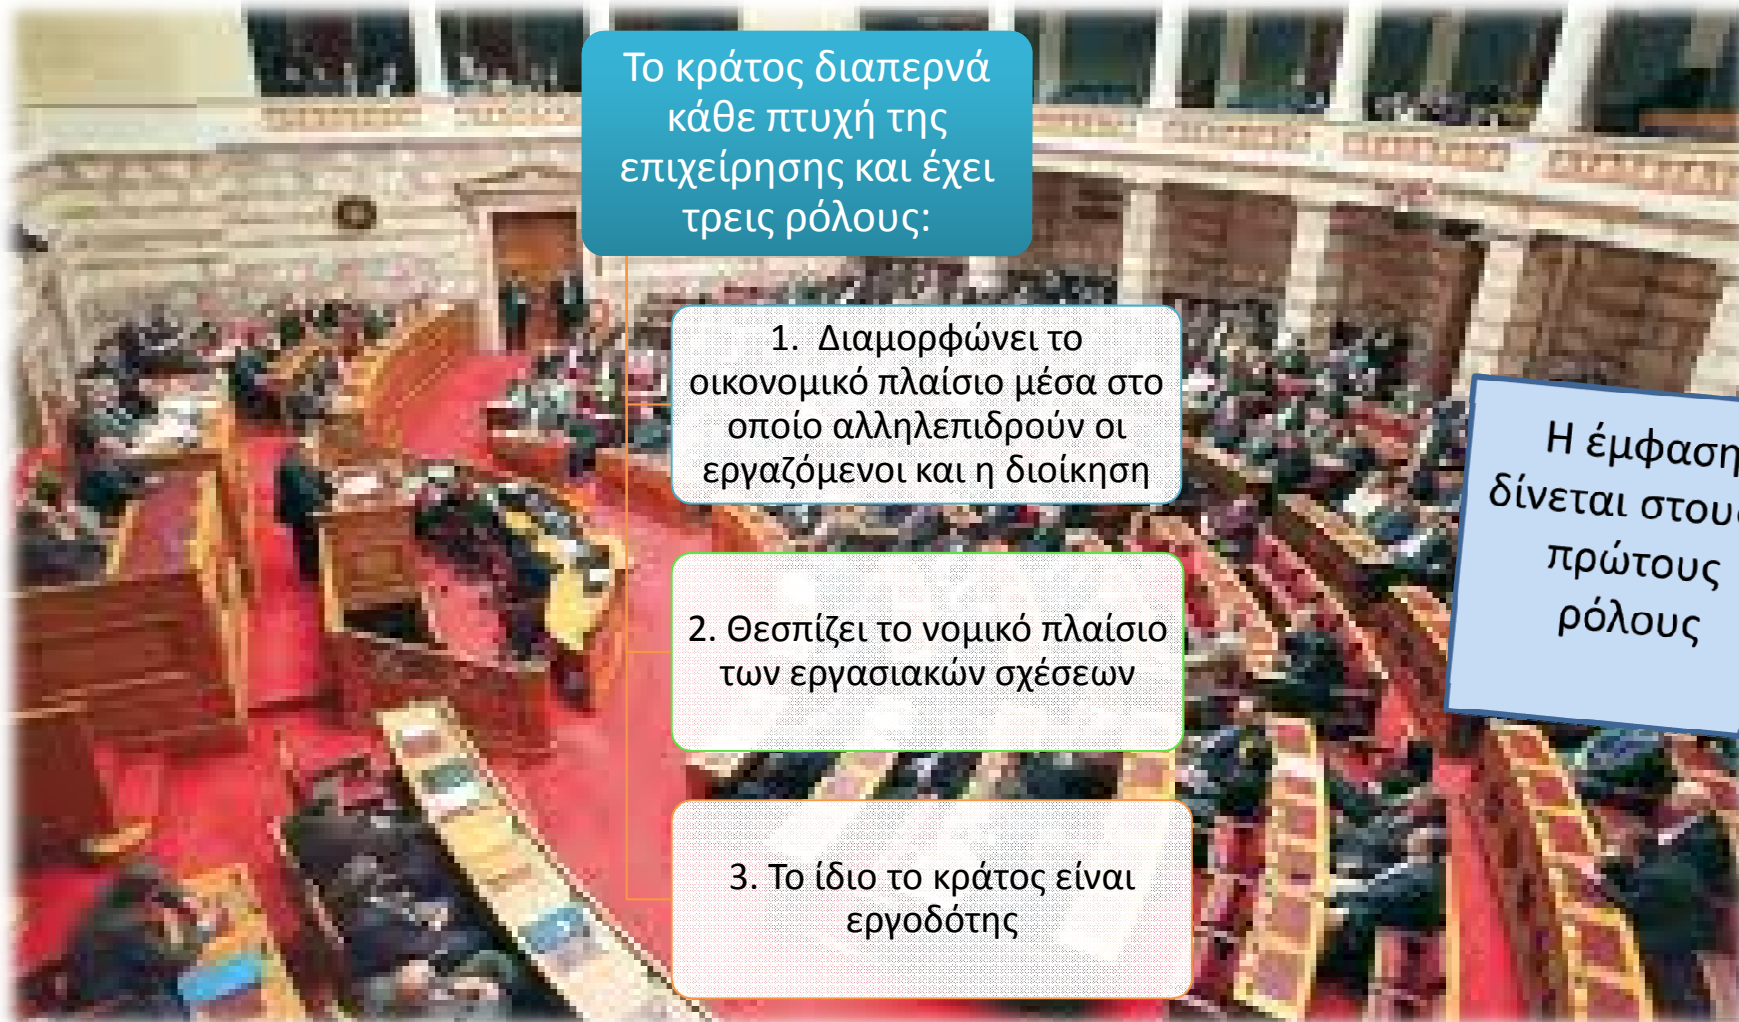 Το κράτος διαπερνά
κάθε πτυχή της
επιχείρησης και έχει
τρεις ρόλους:
1. Διαμορφώνει το
οικονομικό πλαίσιο μέσα στο
οποίο αλληλεπιδρούν οι
εργαζόμενοι και η διοίκηση
2. Θεσπίζει το νομικό πλαίσιο
των εργασιακών σχέσεων
3. Το ίδιο το κράτος είναι
εργοδότης
Η έμφαση
δίνεται στους
πρώτους
ρόλους